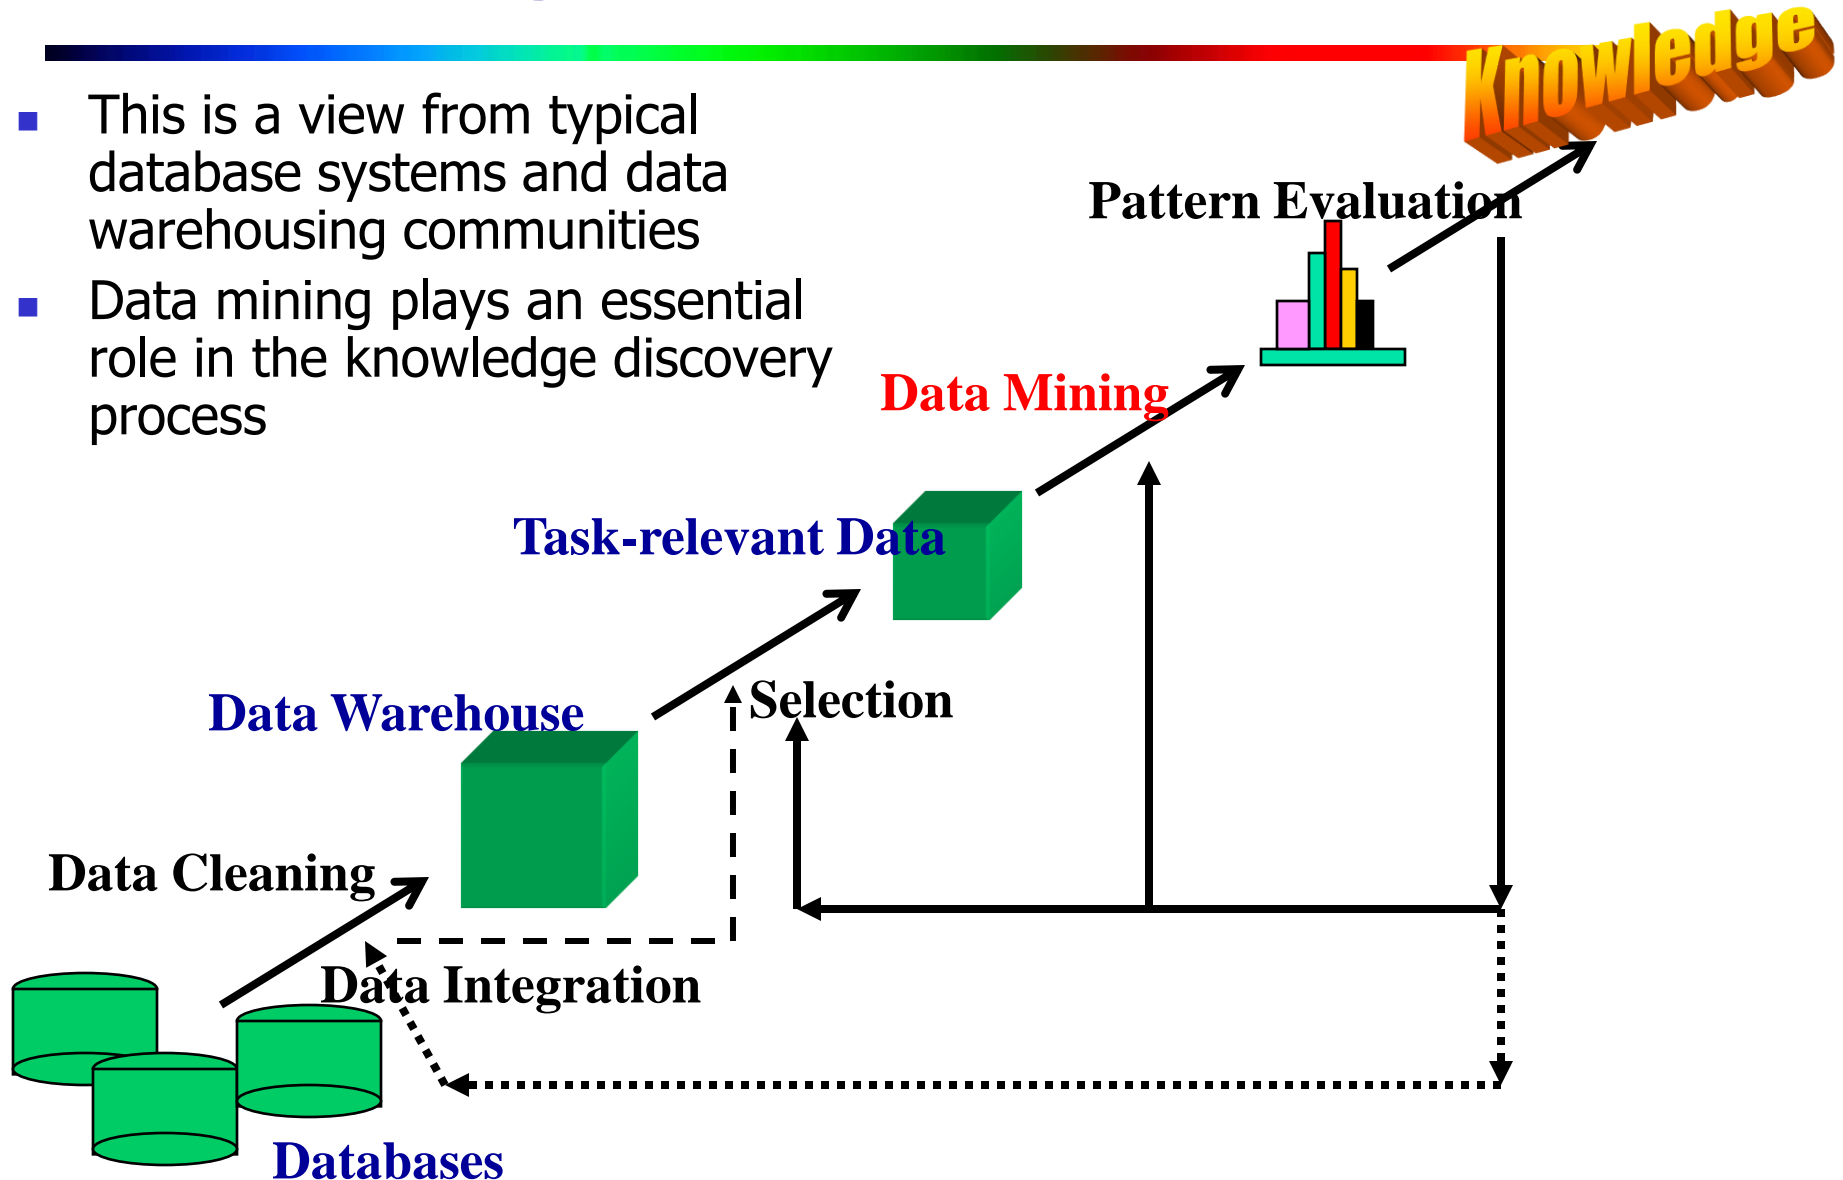 Knowledge
This is a view from typical
database systems and data
warehousing communities
Data mining plays an essential
role in the knowledge discovery
process
Pattern Evaluation
Data Mining
Task-relevant Data
Selection
Data Warehouse
Data Cleaning
Data Integration
Databases